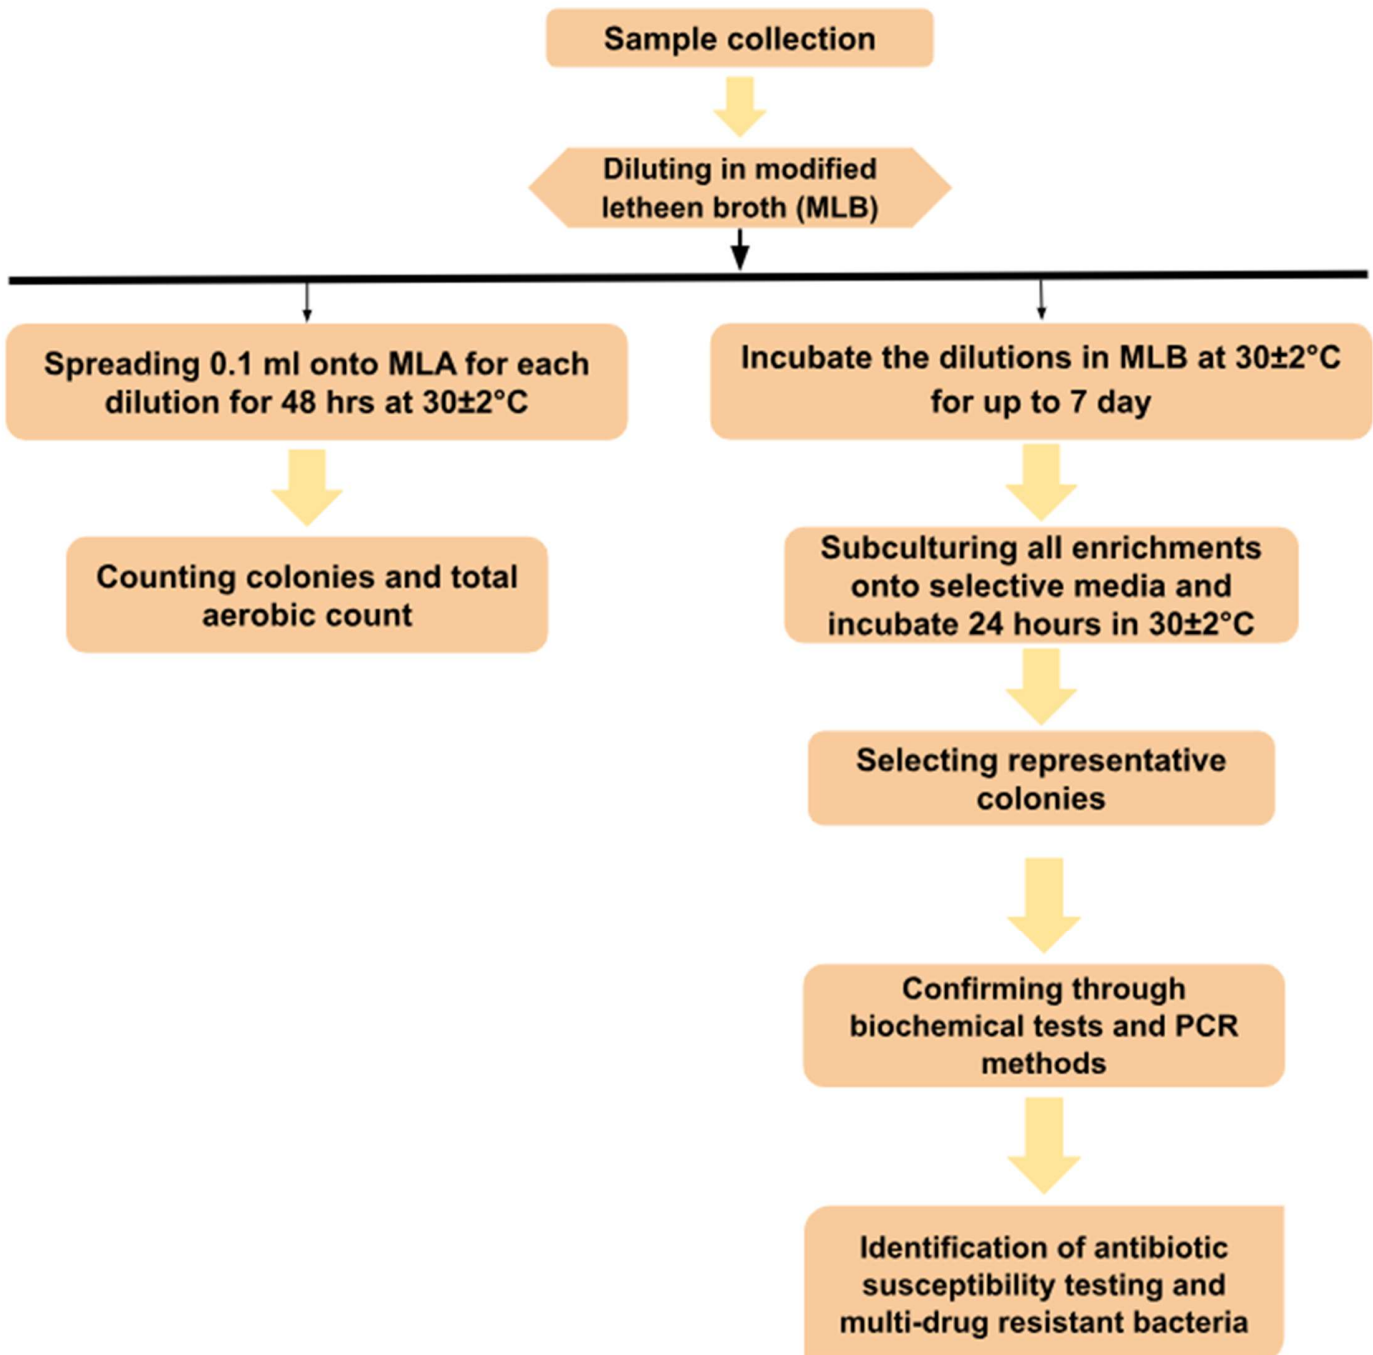 Sample collection
Diluting in modified
letheen broth (MLB)
Spreading 0.1 ml onto MLA for each
dilution for 48 hrs at 30±2°C
Counting colonies and total
aerobic count
Incubate the dilutions in MLB at 30±2°C
for up to 7 day
Subculturing all enrichments
onto selective media and
incubate 24 hours in 30±2°C
Selecting representative
colonies
Confirming through
biochemical tests and PCR
methods
Identification of antibiotic
susceptibility testing and
multi-drug resistant bacteria